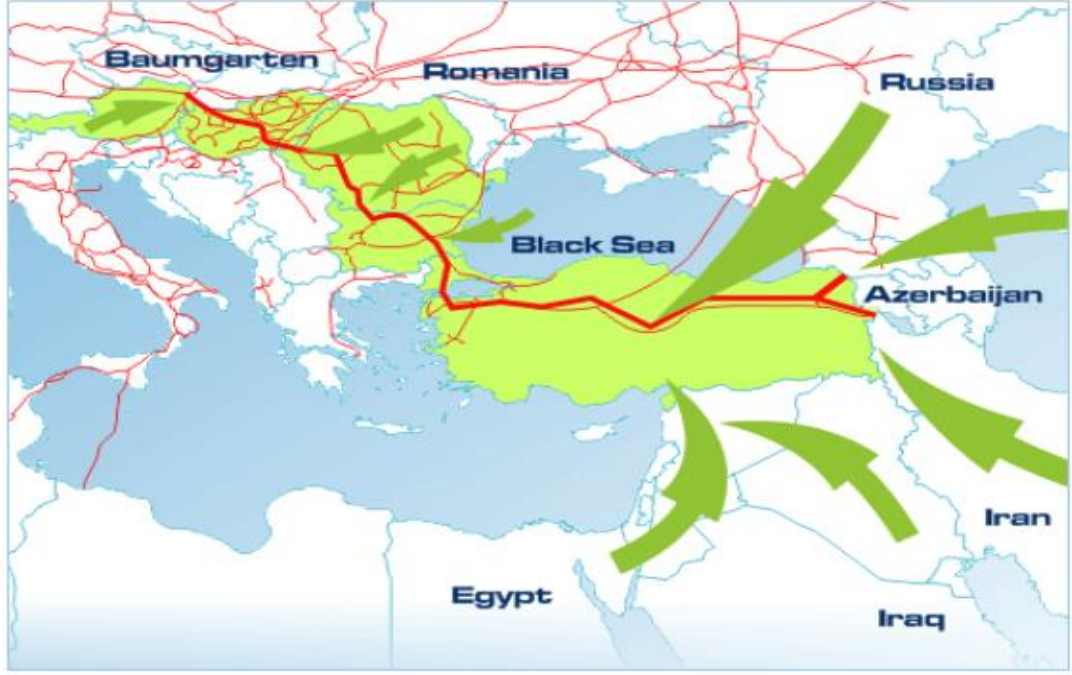 Baumgarten
Romania
Russia
Black Sea
Azerbaijan
Iran
Egypt
Iraq